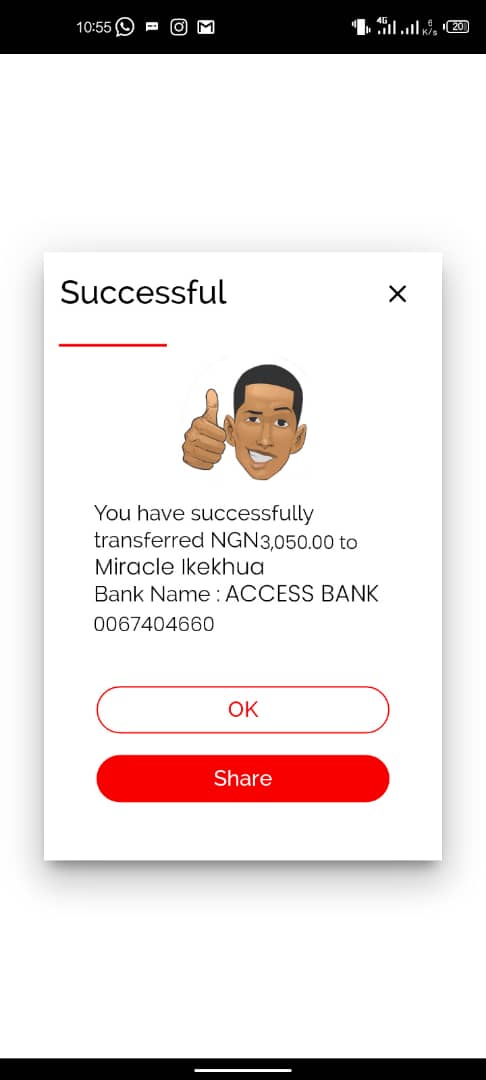 10:55
4G 6 K/s 20
Successful
You have successfully
transferred NGN3,050.00 to
Miracle Ikekhua
Bank Name : ACCESS BANK
0067404660
OK
Share